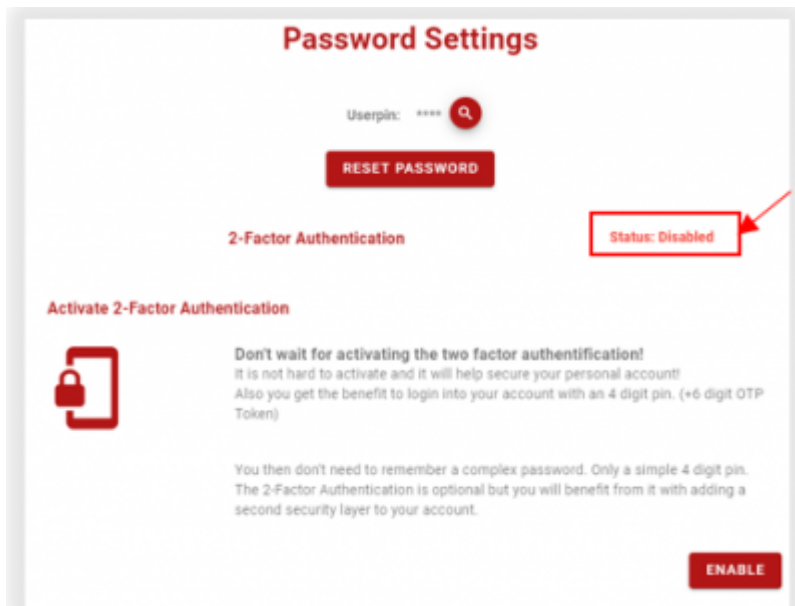 Password Settings
Userpin: ****
RESET PASSWORD
2-Factor Authentication
Status: Disabled
Activate 2-Factor Authentication
Don't wait for activating the two factor authentification!
It is not hard to activate and it will help secure your personal account!
Also you get the benefit to login into your account with an 4 digit pin. (+6 digit OTP
Token)
You then don't need to remember a complex password. Only a simple 4 digit pin.
The 2-Factor Authentication is optional but you will benefit from it with adding a
second security layer to your account.
ENABLE